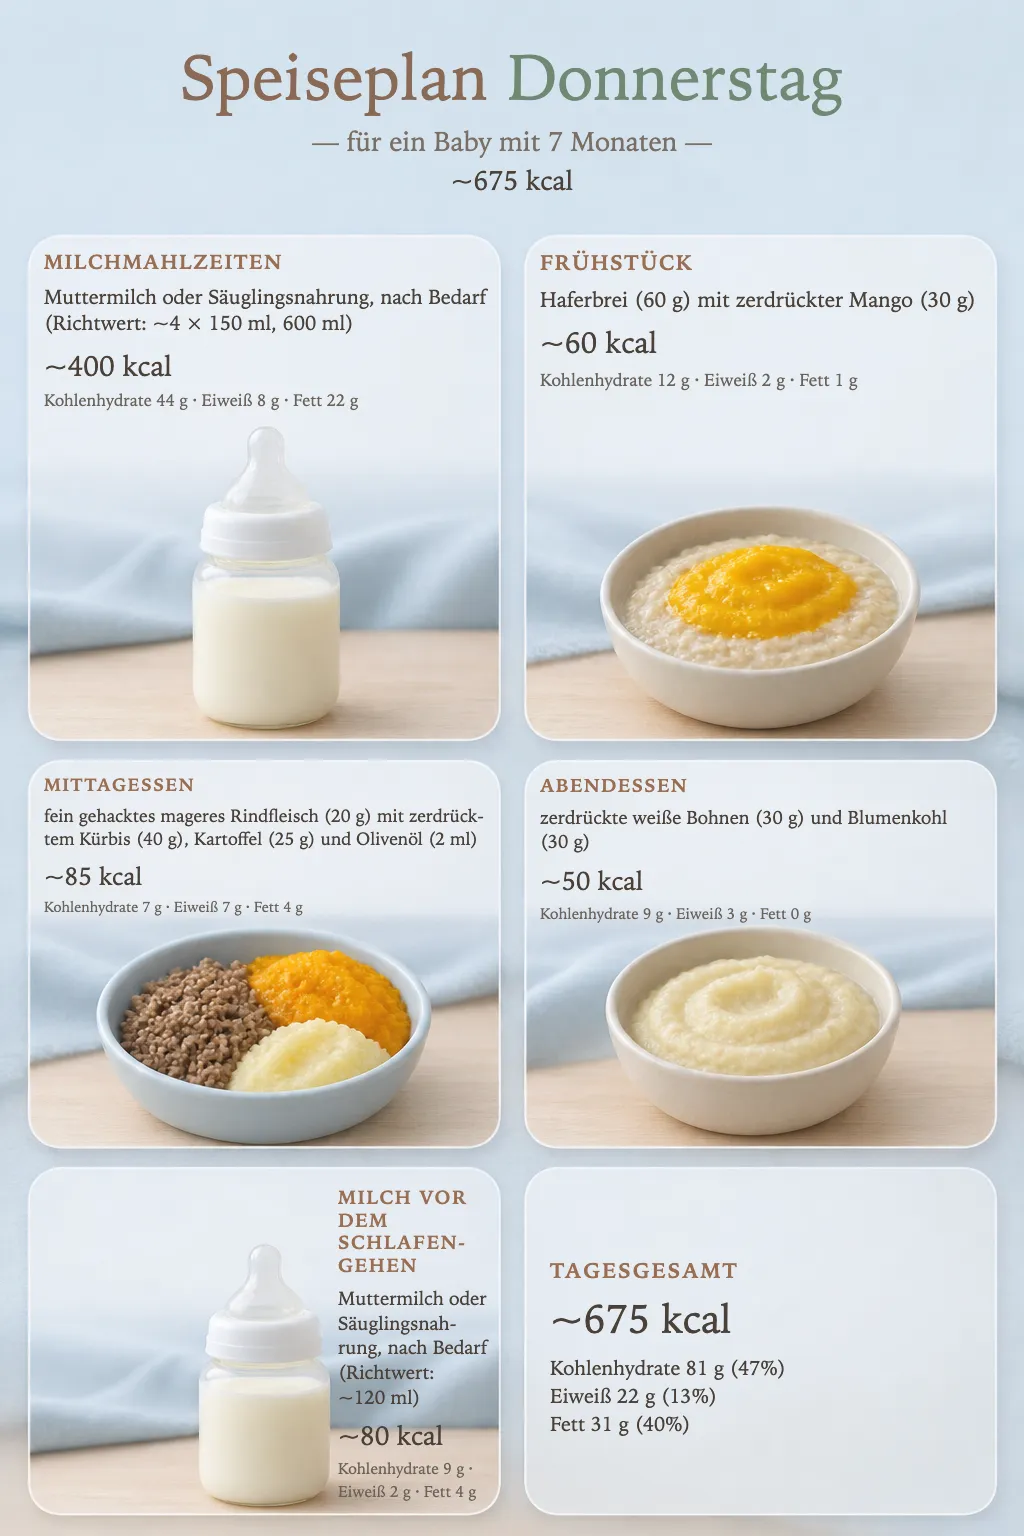 Speiseplan Donnerstag
— für ein Baby mit 7 Monaten —
~675 kcal
MILCHMAHLZEITEN
Muttermilch oder Säuglingsnahrung, nach Bedarf
(Richtwert: ~4 × 150 ml, 600 ml)
~400 kcal
Kohlenhydrate 44 g · Eiweiß 8 g · Fett 22 g
FRÜHSTÜCK
Haferbrei (60 g) mit zerdrückter Mango (30 g)
~60 kcal
Kohlenhydrate 12 g · Eiweiß 2 g · Fett 1 g
MITTAGESSEN
fein gehacktes mageres Rindfleisch (20 g) mit zerdrück-
tem Kürbis (40 g), Kartoffel (25 g) und Olivenöl (2 ml)
~85 kcal
Kohlenhydrate 7 g · Eiweiß 7 g · Fett 4 g
ABENDESSEN
zerdrückte weiße Bohnen (30 g) und Blumenkohl
(30 g)
~50 kcal
Kohlenhydrate 9 g · Eiweiß 3 g · Fett 0 g
MILCH VOR
DEM
SCHLAFEN-
GEHEN
Muttermilch oder
Säuglingsnah-
rung, nach Bedarf
(Richtwert:
~120 ml)
~80 kcal
Kohlenhydrate 9 g ·
Eiweiß 2 g · Fett 4 g
TAGESGESAMT
~675 kcal
Kohlenhydrate 81 g (47%)
Eiweiß 22 g (13%)
Fett 31 g (40%)